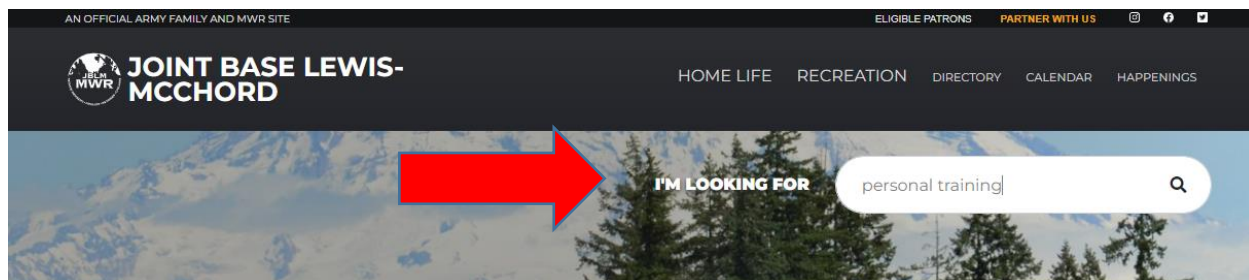 AN OFFICIAL ARMY FAMILY AND MWR SITE
ELIGIBLE PATRONS PARTNER WITH US
JBLM
MWR
JOINT BASE LEWIS-
MCCHORD
HOME LIFE RECREATION DIRECTORY CALENDAR HAPPENINGS
I'M LOOKING FOR personal training